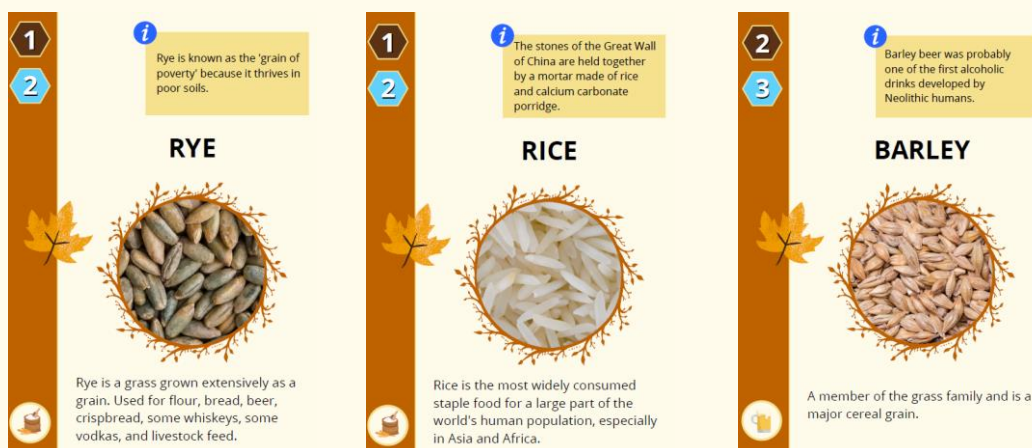 1
2
i
Rye is known as the 'grain of
poverty' because it thrives in
poor soils.
RYE
Rye is a grass grown extensively as a
grain. Used for flour, bread, beer,
crispbread, some whiskeys, some
vodkas, and livestock feed.
1
2
i
The stones of the Great Wall
of China are held together
by a mortar made of rice
and calcium carbonate
porridge.
RICE
Rice is the most widely consumed
staple food for a large part of the
world's human population, especially
in Asia and Africa.
2
3
i
Barley beer was probably
one of the first alcoholic
drinks developed by
Neolithic humans.
BARLEY
A member of the grass family and is a
major cereal grain.